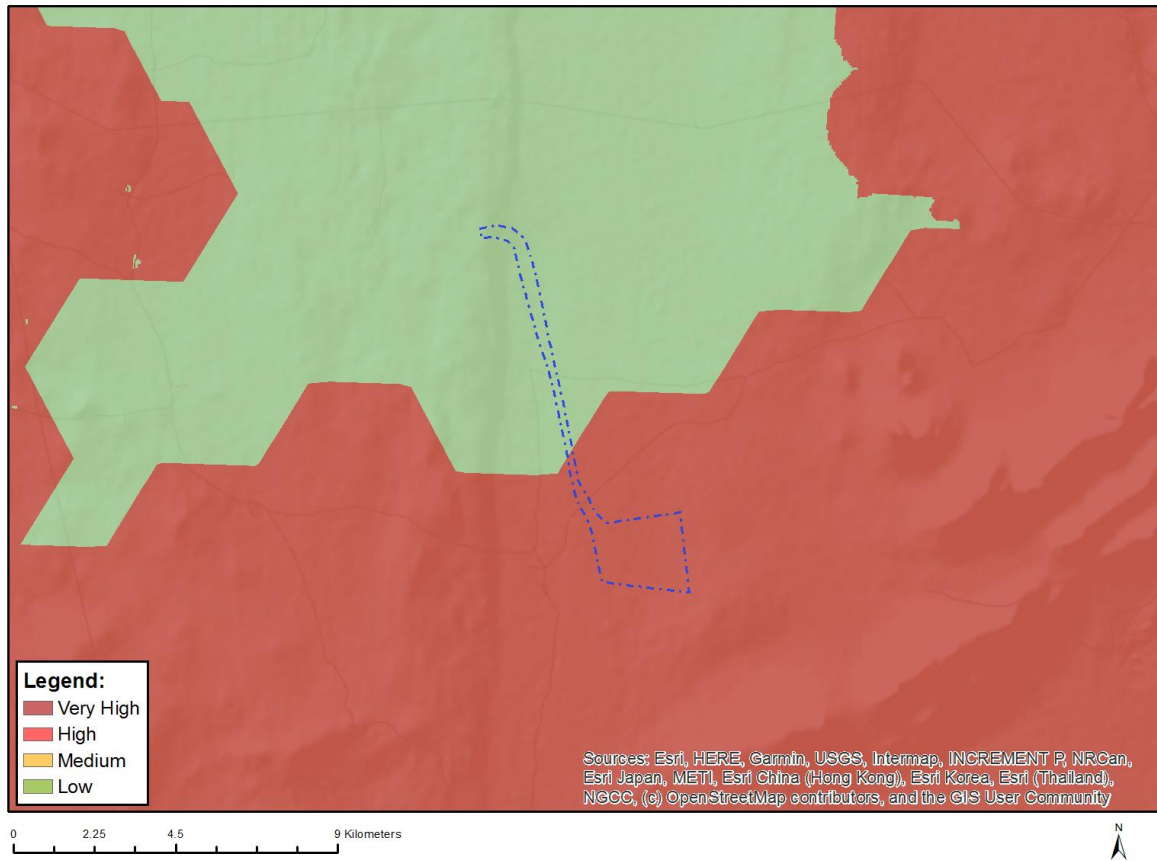 Legend:
Very High
High
Medium
Low
Sources: Esri, HERE, Garmin, USGS, Intermap, INCREMENT P, NRCan,
Esri Japan, METI, Esri China (Hong Kong), Esri Korea, Esri (Thailand),
NGCC, (c) OpenStreetMap contributors, and the GIS User Community
0 2.25 4.5 9 Kilometers
N